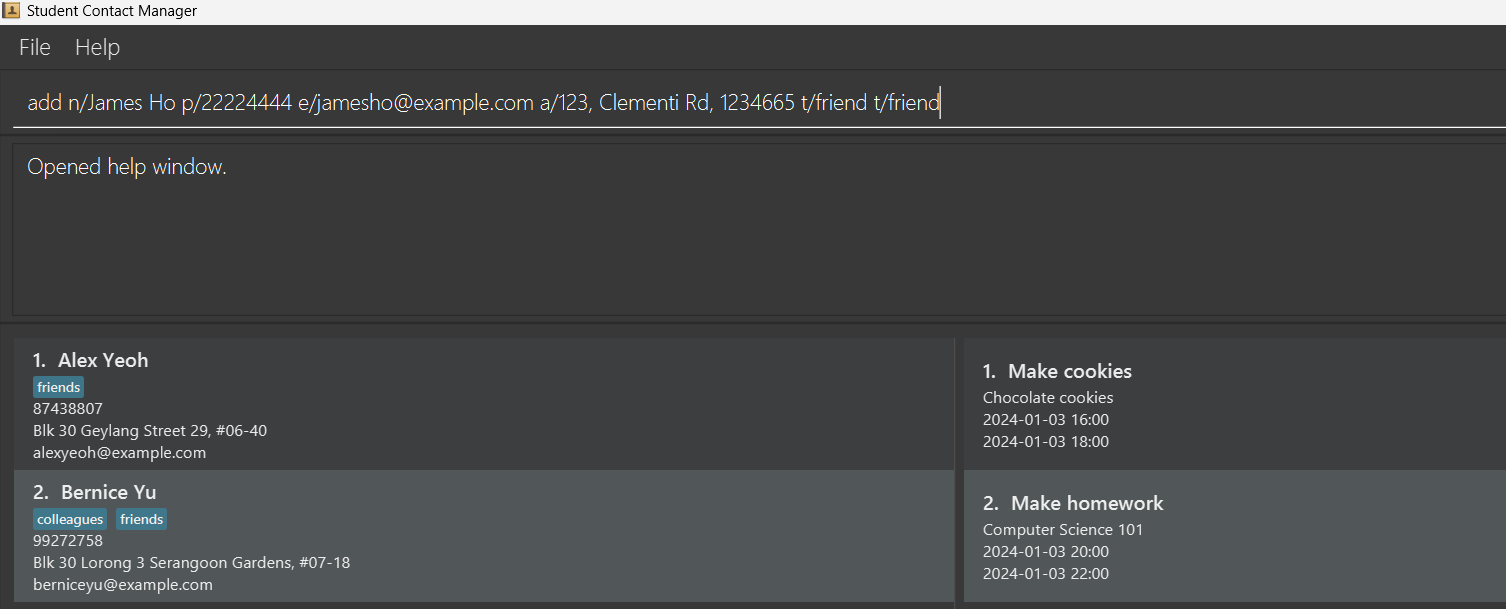 Student Contact Manager
File Help
add n/James Ho p/22224444 e/jamesho@example.com a/123, Clementi Rd, 1234665 t/friend t/friend
Opened help window.
1. Alex Yeoh
friends
87438807
Blk 30 Geylang Street 29, #06-40
alexyeoh@example.com
2. Bernice Yu
colleagues friends
99272758
Blk 30 Lorong 3 Serangoon Gardens, #07-18
berniceyu@example.com
1. Make cookies
Chocolate cookies
2024-01-03 16:00
2024-01-03 18:00
2. Make homework
Computer Science 101
2024-01-03 20:00
2024-01-03 22:00